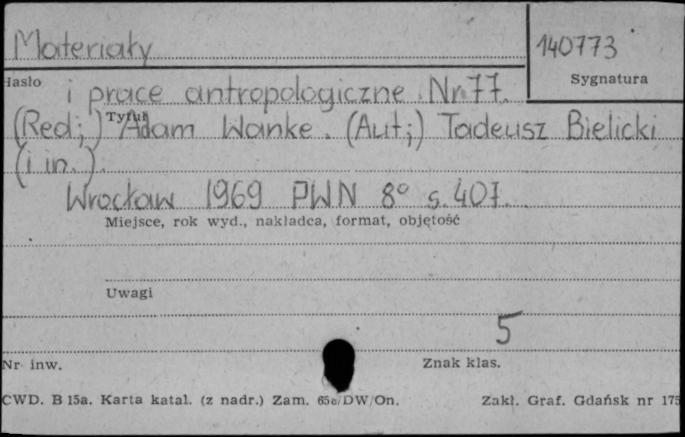 Materiały
140773
Hasło
Sygnatura
i prace antropologiczne. Nr 77.
Tytuł
(Red;) Adam Wanke. (Aut;) Tadeusz Bielicki
(i in.).
Wrocław 1969 PWN 8° s. 407.
Miejsce, rok wyd., nakładca, format, objętość
Uwagi
5
Nr inw.
Znak klas.
CWD. B 15a. Karta katal. (z nadr.) Zam. DW/On.
Zakł. Graf. Gdańsk nr 175